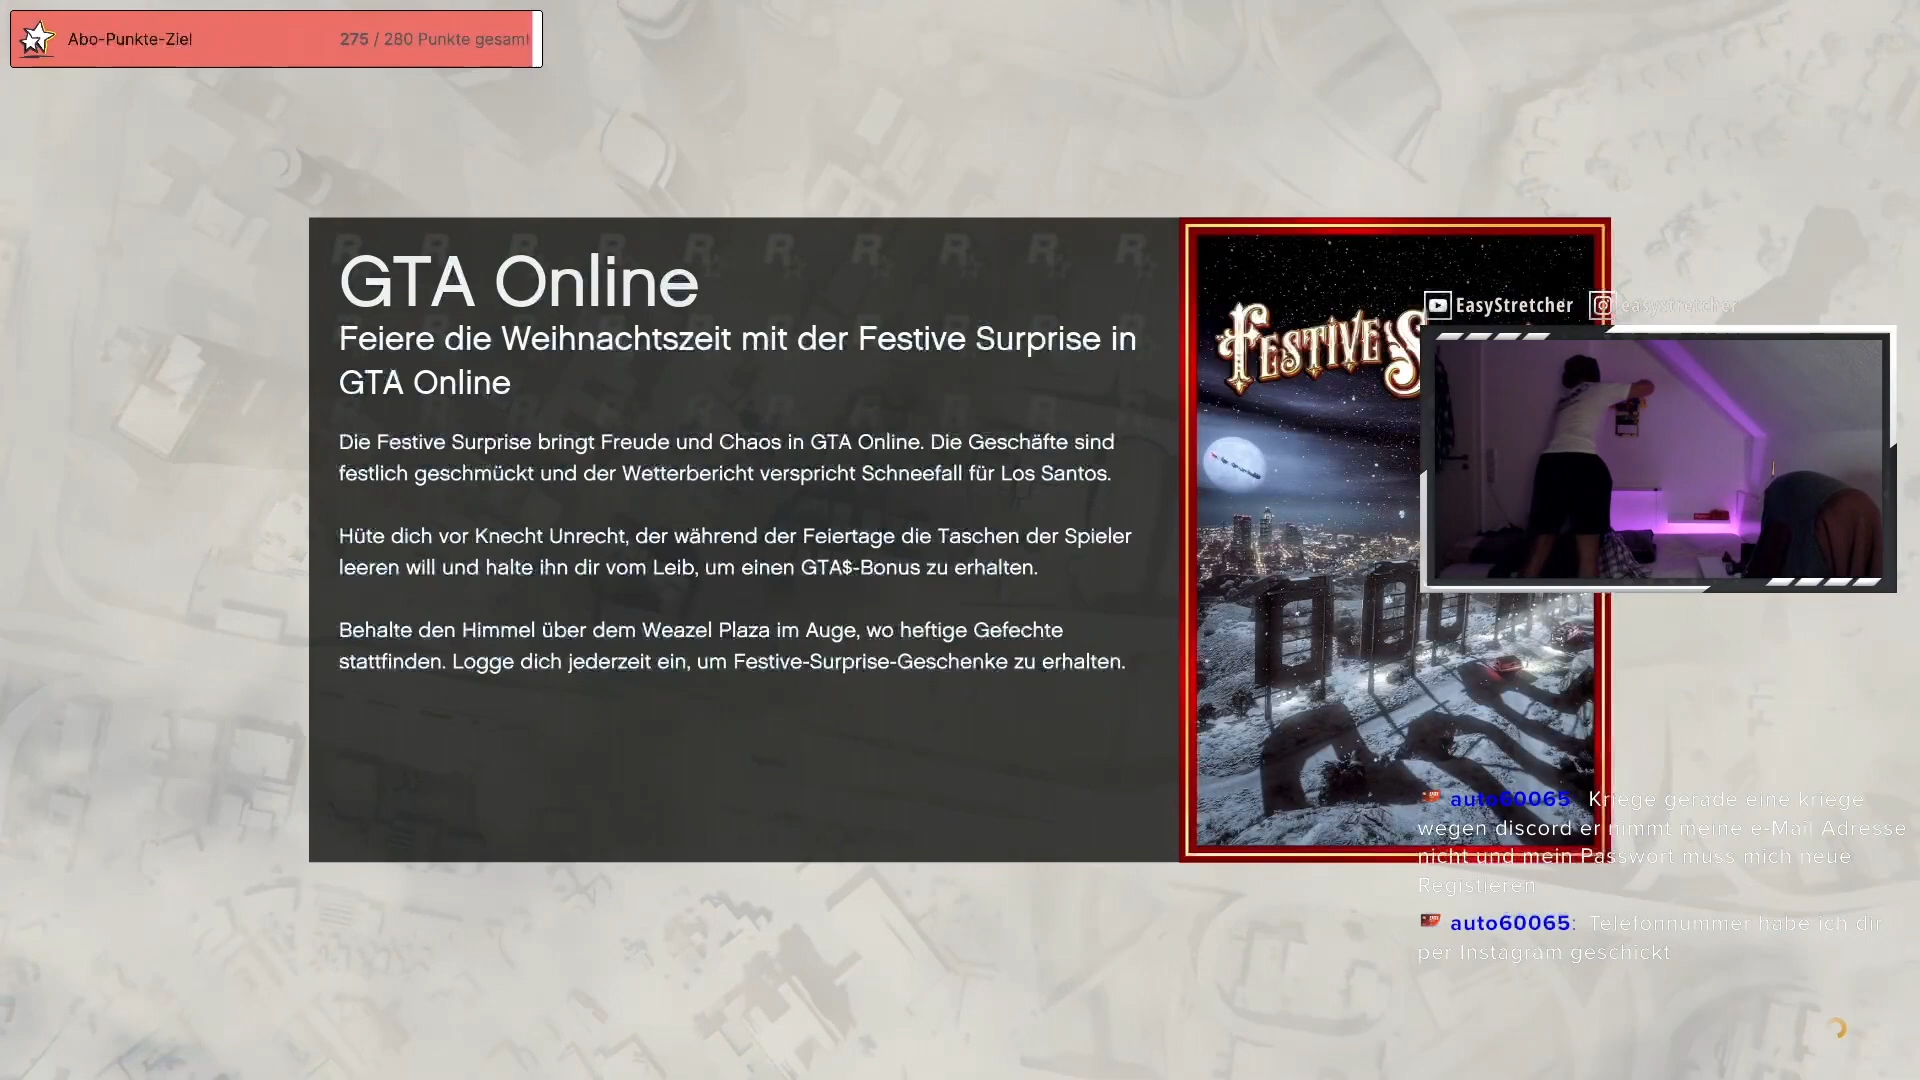 Abo-Punkte-Ziel
275 / 280 Punkte gesamt
GTA Online
Feiere die Weihnachtszeit mit der Festive Surprise in
GTA Online
Die Festive Surprise bringt Freude und Chaos in GTA Online. Die Geschäfte sind
festlich geschmückt und der Wetterbericht verspricht Schneefall für Los Santos.
Hüte dich vor Knecht Unrecht, der während der Feiertage die Taschen der Spieler
leeren will und halte ihn dir vom Leib, um einen GTA$-Bonus zu erhalten.
Behalte den Himmel über dem Weazel Plaza im Auge, wo heftige Gefechte
stattfinden. Logge dich jederzeit ein, um Festive-Surprise-Geschenke zu erhalten.
FESTIVE S
EasyStretcher easystretcher
auto60065: Kriege gerade eine kriege
wegen discord er nimmt meine e-Mail Adresse
nicht und mein Passwort muss mich neue
Registieren
auto60065: Telefonnummer habe ich dir
per Instagram geschickt